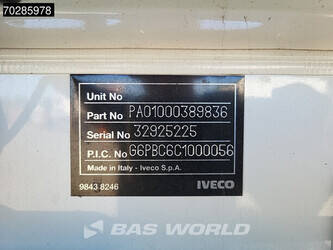 70285978
Unit No
Part No PA01000389836
Serial No 32925225
P.I.C. No G6PBC6C1000056
Made in Italy - Iveco S.p.A.
9843 8246 IVECO
BAS WORLD